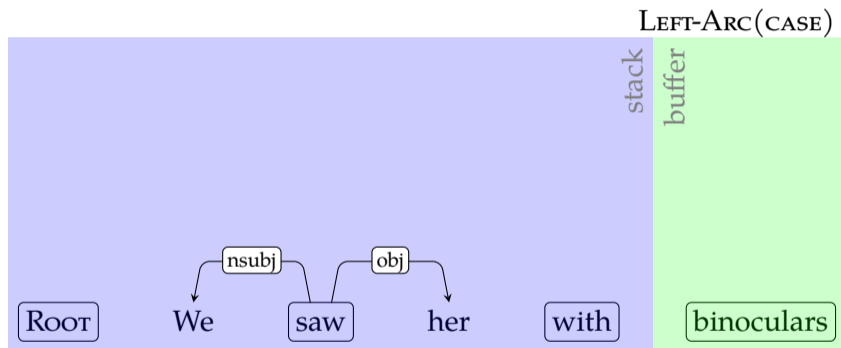 LEFT-ARC(CASE)
stack
buffer
nsubj obj
ROOT We saw her with binoculars